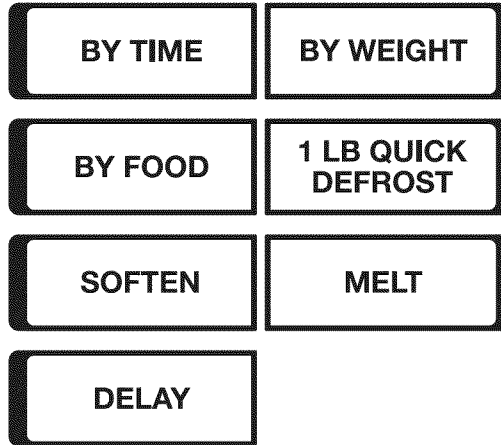 BY TIME
BY WEIGHT
BY FOOD
1 LB QUICK
DEFROST
SOFTEN
MELT
DELAY